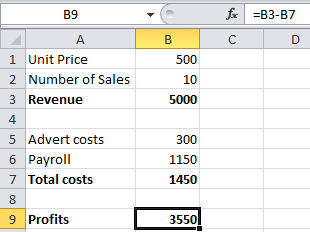 B9 fx =B3-B7
A B C D
1 Unit Price 500
2 Number of Sales 10
3 Revenue 5000
4
5 Advert costs 300
6 Payroll 1150
7 Total costs 1450
8
9 Profits 3550